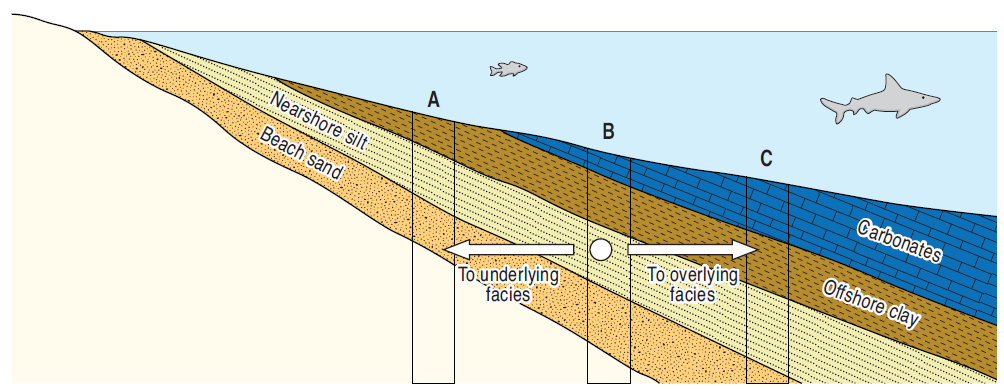 A
B
C
Nearshore silt
Beach sand
Carbonates
Offshore clay
To underlying
facies
To overlying
facies